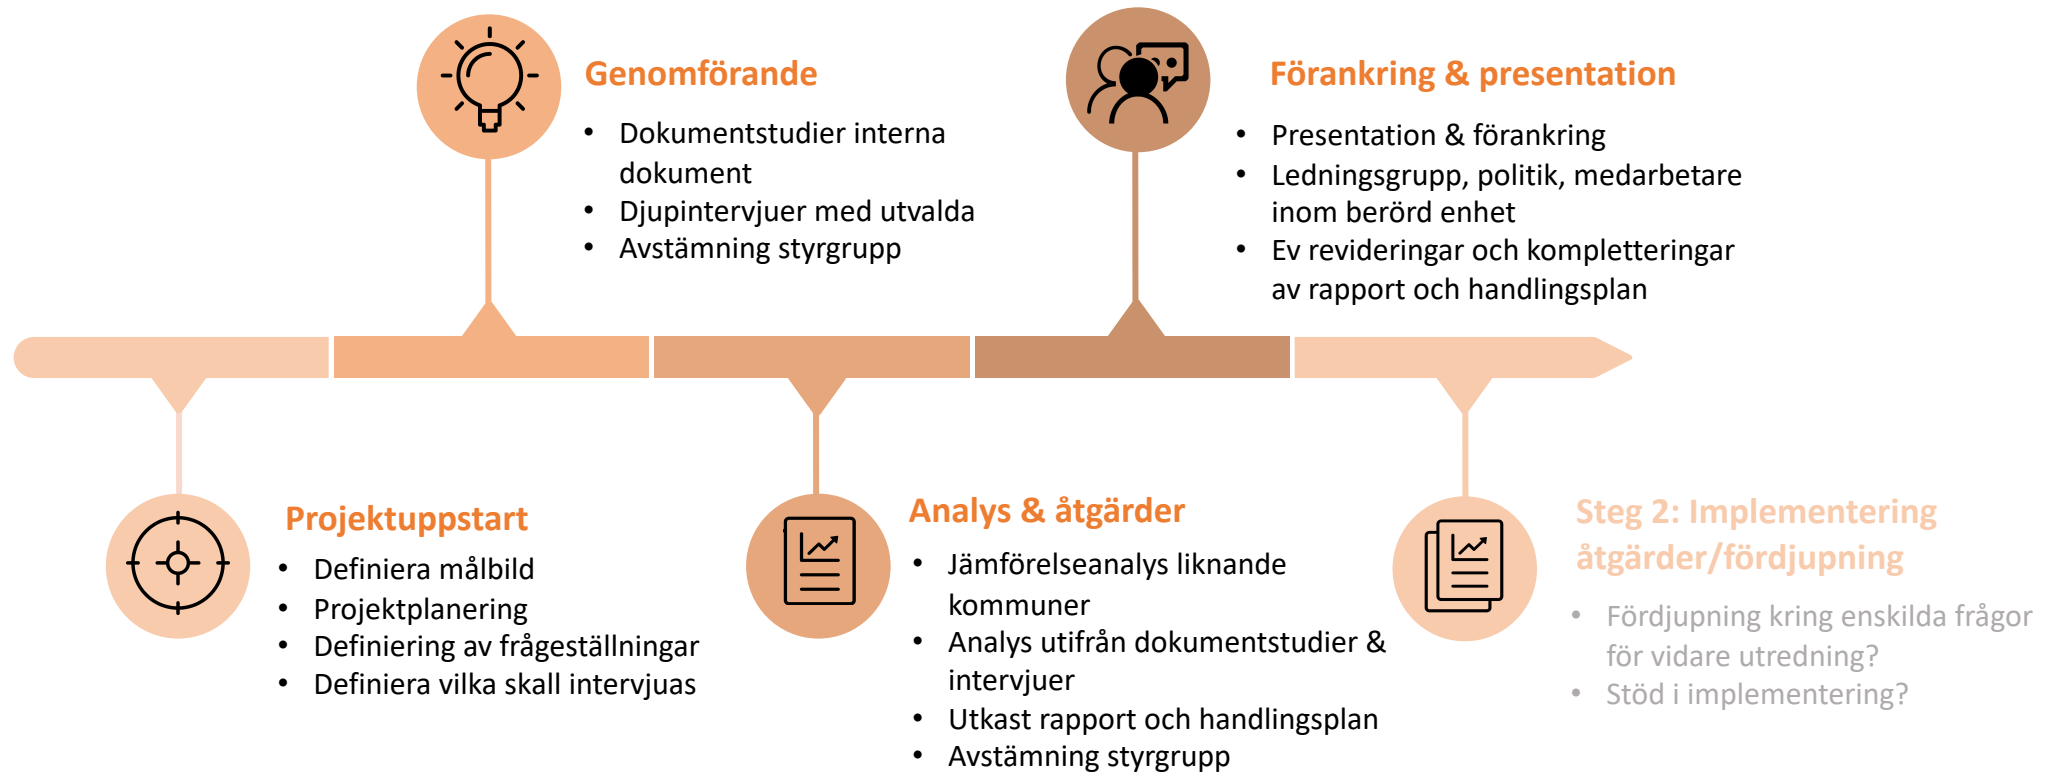 Genomförande
• Dokumentstudier interna
dokument
• Djupintervjuer med utvalda
• Avstämning styrgrupp
Förankring & presentation
• Presentation & förankring
• Ledningsgrupp, politik, medarbetare
inom berörd enhet
• Ev revideringar och kompletteringar
av rapport och handlingsplan
Projektuppstart
• Definiera målbild
• Projektplanering
• Definiering av frågeställningar
• Definiera vilka skall intervjuas
Analys & åtgärder
• Jämförelseanalys liknande
kommuner
• Analys utifrån dokumentstudier &
intervjuer
• Utkast rapport och handlingsplan
• Avstämning styrgrupp
Steg 2: Implementering
åtgärder/fördjupning
• Fördjupning kring enskilda frågor
för vidare utredning?
• Stöd i implementering?